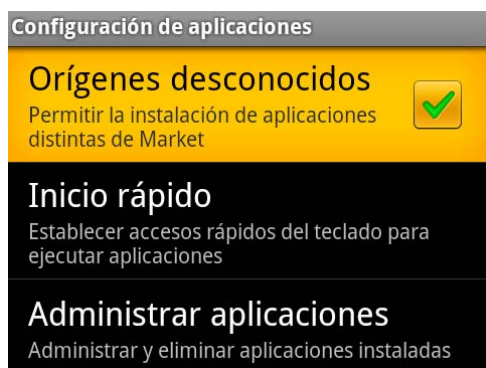 Configuración de aplicaciones
Orígenes desconocidos
Permitir la instalación de aplicaciones
distintas de Market
Inicio rápido
Establecer accesos rápidos del teclado para
ejecutar aplicaciones
Administrar aplicaciones
Administrar y eliminar aplicaciones instaladas